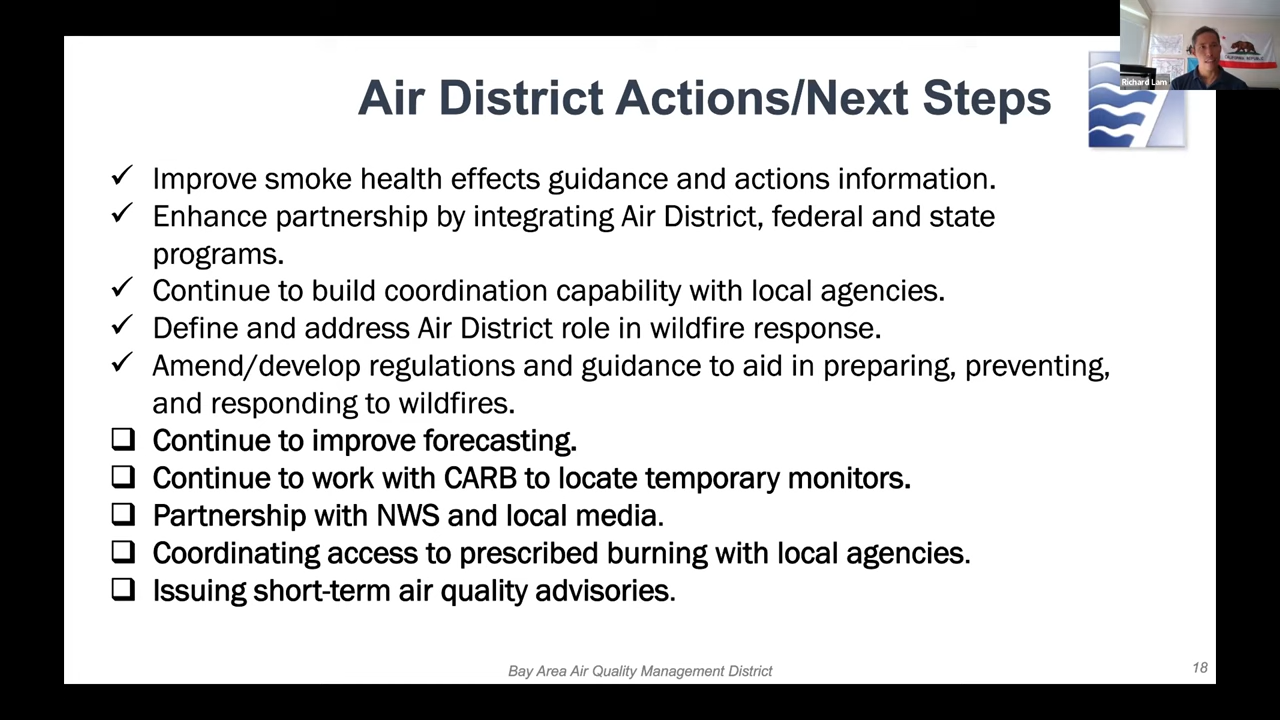 Air District Actions/Next Steps
Richard Lam
✓ Improve smoke health effects guidance and actions information.
✓ Enhance partnership by integrating Air District, federal and state
programs.
✓ Continue to build coordination capability with local agencies.
✓ Define and address Air District role in wildfire response.
✓ Amend/develop regulations and guidance to aid in preparing, preventing,
and responding to wildfires.
❑ Continue to improve forecasting.
❑ Continue to work with CARB to locate temporary monitors.
❑ Partnership with NWS and local media.
❑ Coordinating access to prescribed burning with local agencies.
❑ Issuing short-term air quality advisories.
Bay Area Air Quality Management District
18